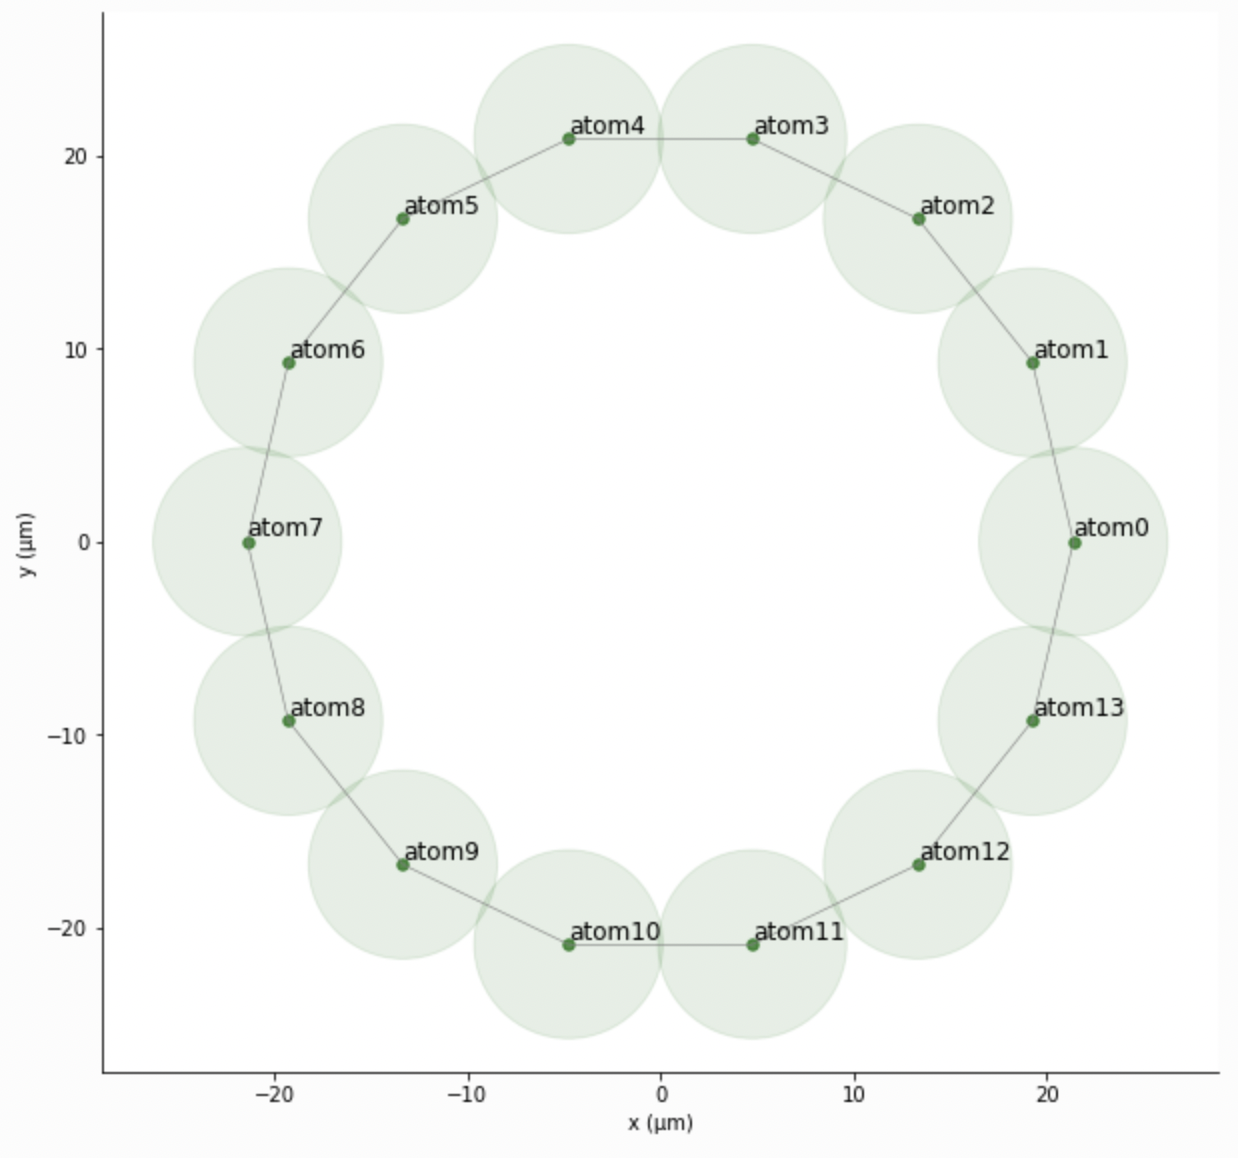 atom4
atom3
20
atom5
atom2
10
atom6
atom1
y (µm)
0
atom7
atom0
−10
atom8
atom13
atom9
atom12
−20
atom10
atom11
−20
−10
0
10
20
x (µm)